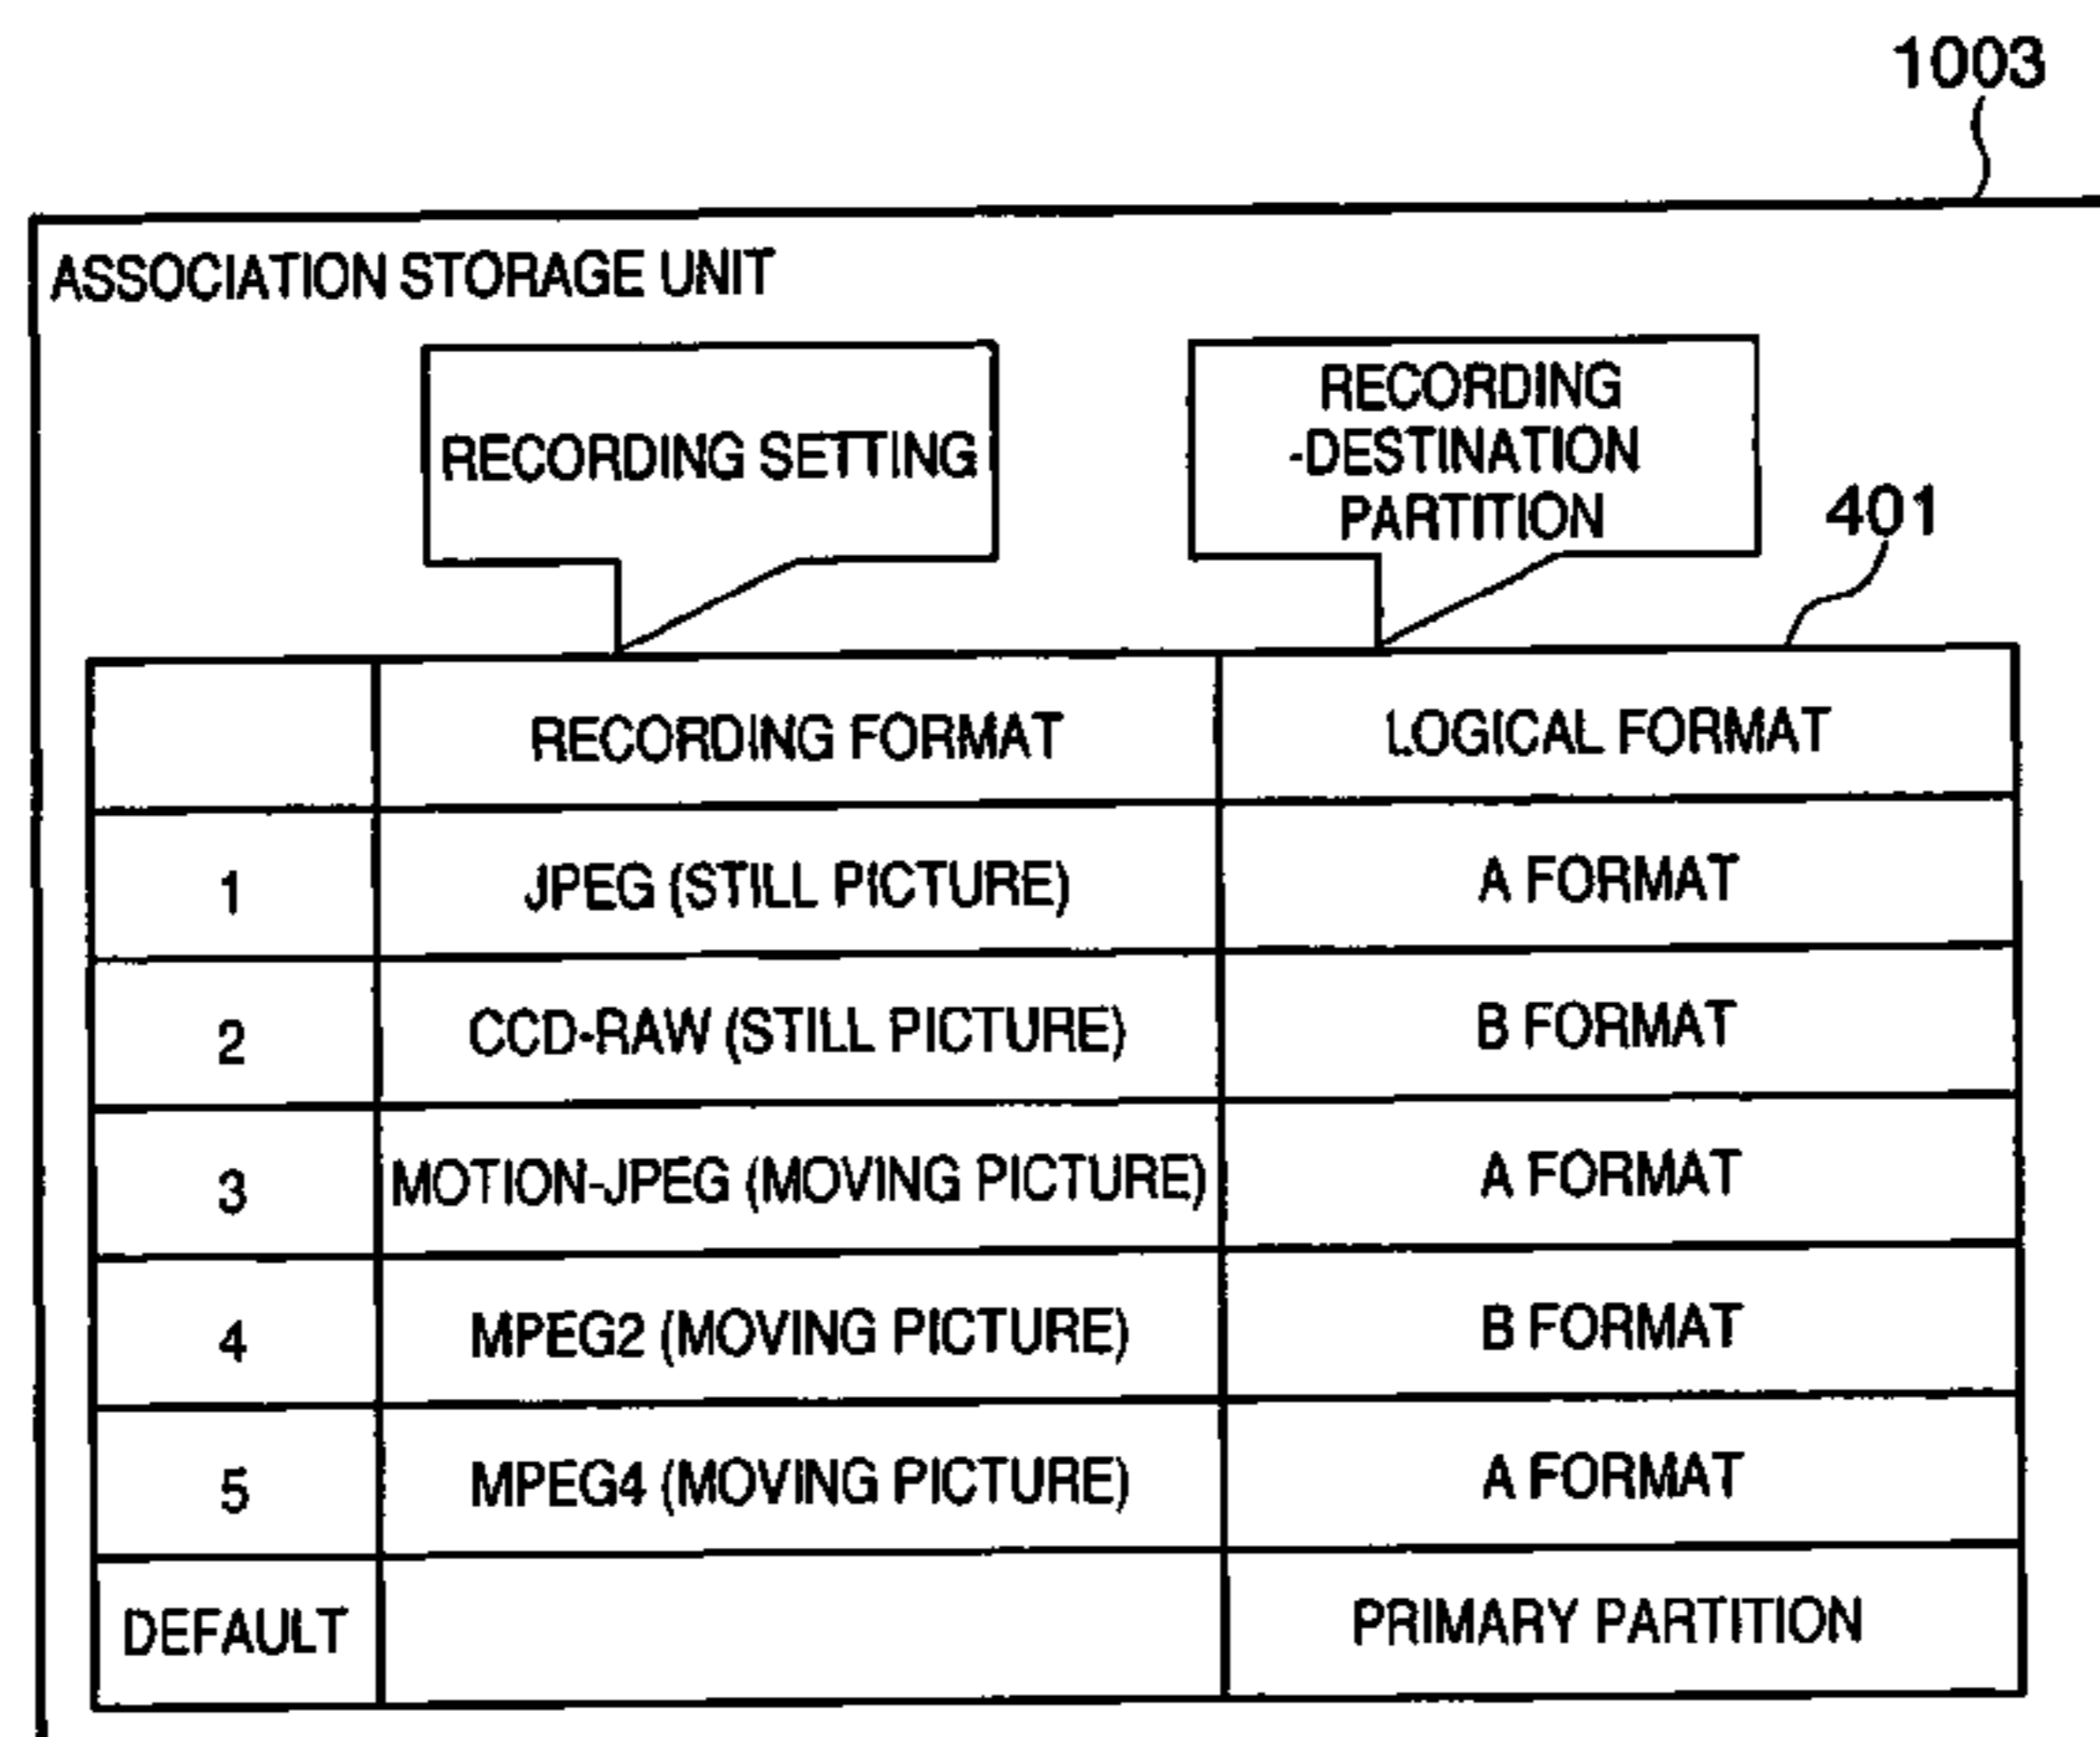 1003
ASSOCIATION STORAGE UNIT
RECORDING SETTING
RECORDING
-DESTINATION
PARTITION
401
RECORDING FORMAT LOGICAL FORMAT
1 JPEG (STILL PICTURE) A FORMAT
2 CCD-RAW (STILL PICTURE) B FORMAT
3 MOTION-JPEG (MOVING PICTURE) A FORMAT
4 MPEG2 (MOVING PICTURE) B FORMAT
5 MPEG4 (MOVING PICTURE) A FORMAT
DEFAULT PRIMARY PARTITION